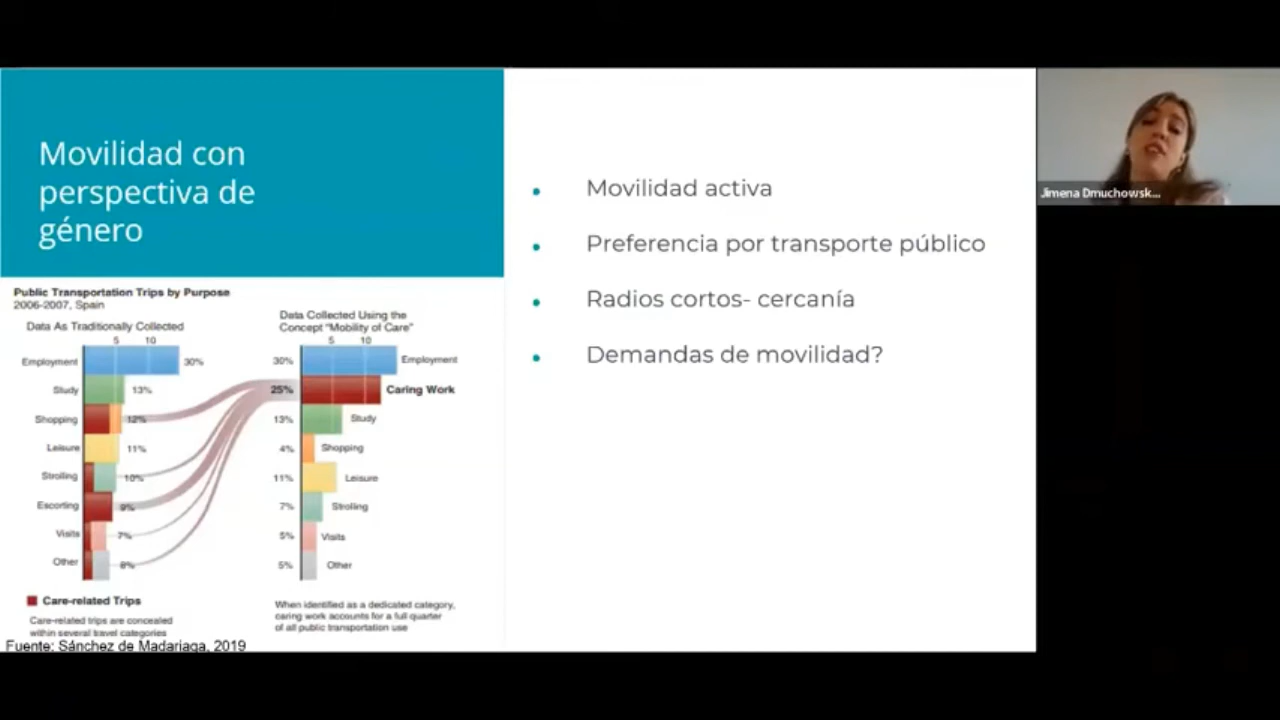 Movilidad con
perspectiva de
género
Public Transportation Trips by Purpose
2006-2007, Spain
Data As Traditionally Collected
5 10
Employment 30%
Study 13%
Shopping 12%
Leisure 11%
Strolling 10%
Escorting 9%
Visits 7%
Other 8%
Care-related Trips
Care-related trips are concealed
within several travel categories
Data Collected Using the
Concept "Mobility of Care"
5 10
30% Employment
25% Caring Work
13% Study
4% Shopping
11% Leisure
7% Strolling
5% Visits
5% Other
When identified as a dedicated category,
caring work accounts for a full quarter
of all public transportation use
Fuente: Sánchez de Madariaga, 2019
• Movilidad activa
• Preferencia por transporte público
• Radios cortos- cercanía
• Demandas de movilidad?
Jimena Dmuchowsk...